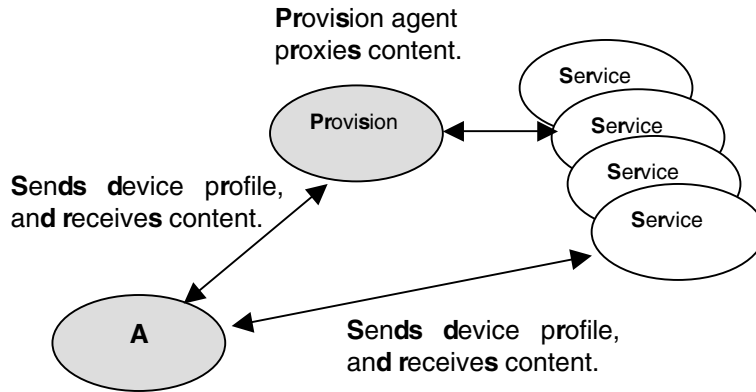 Provision agent
proxies content.
Service
Provision
Service
Service
Sends device profile,
and receives content.
Service
A
Sends device profile,
and receives content.